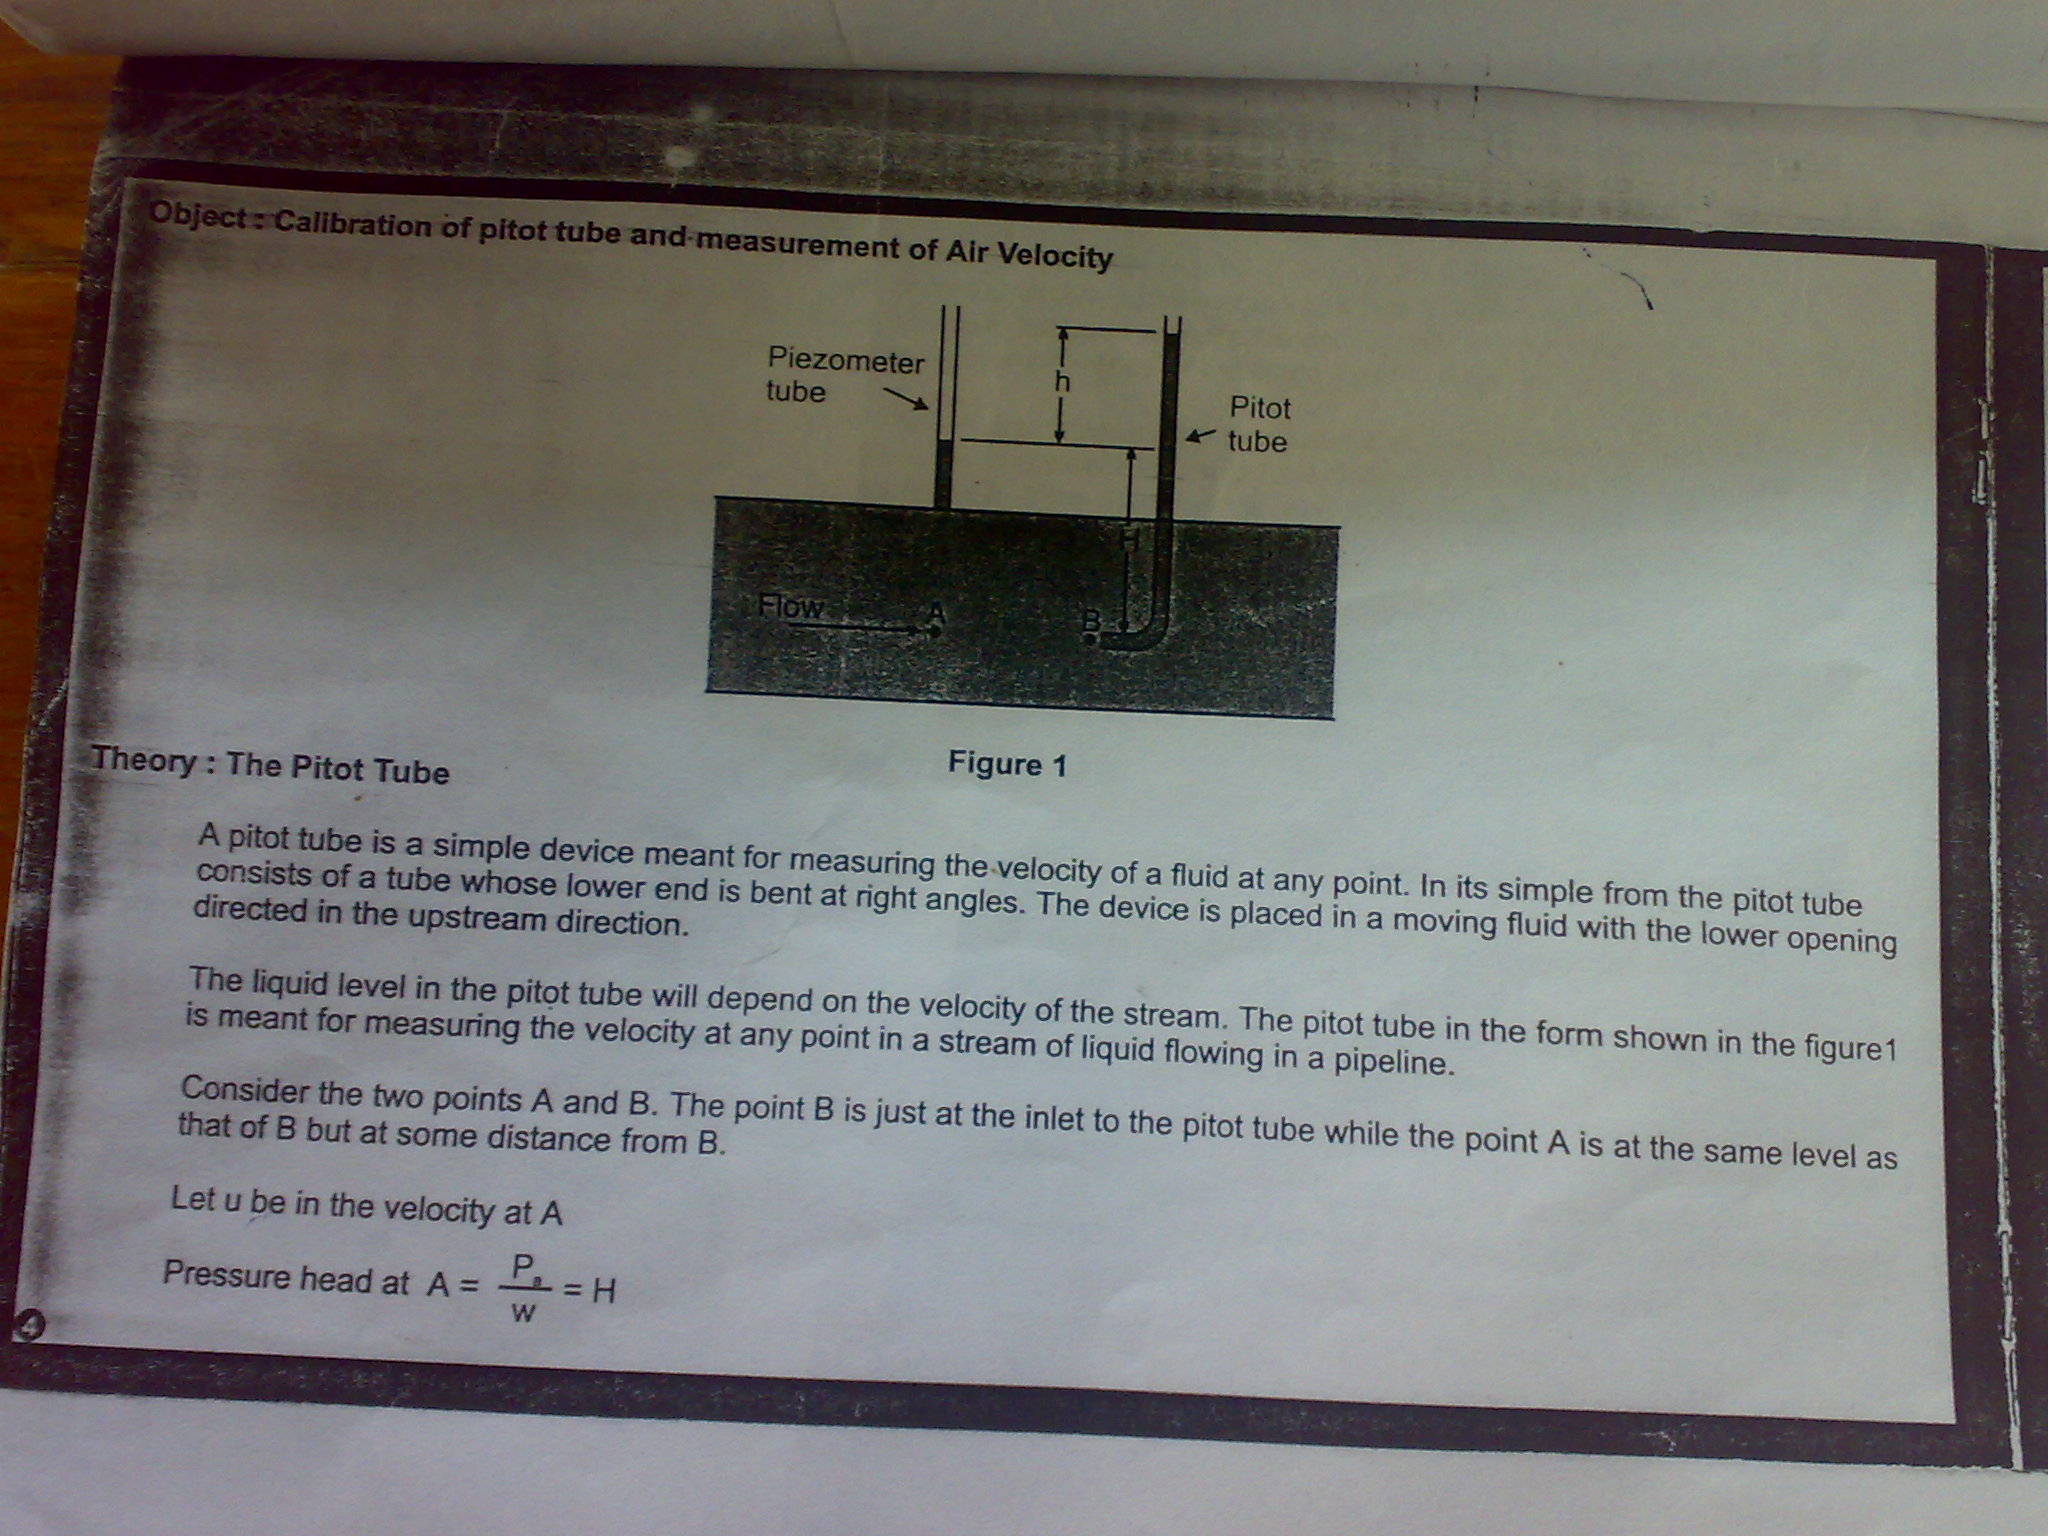 Object : Calibration of pitot tube and measurement of Air Velocity
Piezometer
tube
h
Pitot
tube
H
Flow
A
B
Figure 1
Theory : The Pitot Tube
A pitot tube is a simple device meant for measuring the velocity of a fluid at any point. In its simple from the pitot tube
consists of a tube whose lower end is bent at right angles. The device is placed in a moving fluid with the lower opening
directed in the upstream direction.
The liquid level in the pitot tube will depend on the velocity of the stream. The pitot tube in the form shown in the figure1
is meant for measuring the velocity at any point in a stream of liquid flowing in a pipeline.
Consider the two points A and B. The point B is just at the inlet to the pitot tube while the point A is at the same level as
that of B but at some distance from B.
Let u be in the velocity at A
Pressure head at A = Pa / w = H
4